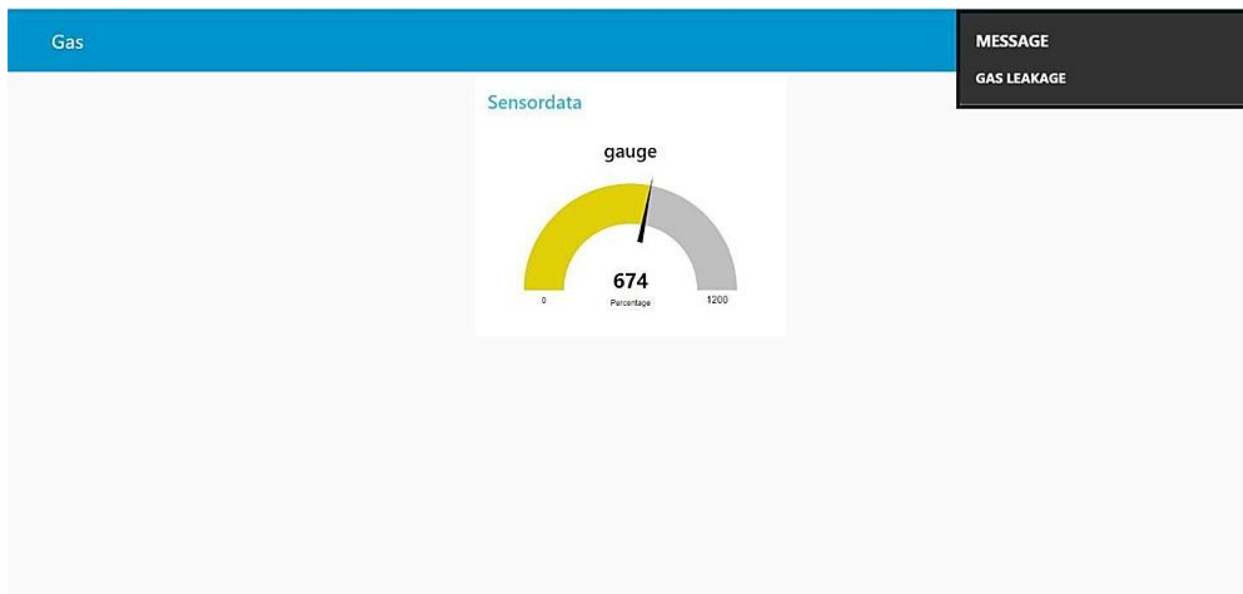 Gas
MESSAGE
GAS LEAKAGE
Sensordata
gauge
674
Percentage
0
1200